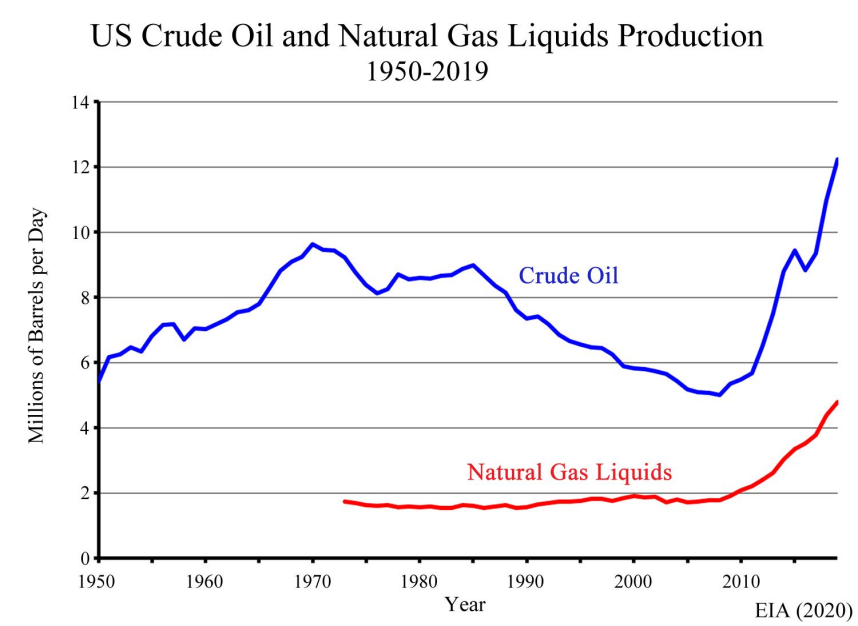 US Crude Oil and Natural Gas Liquids Production
1950-2019
14
12
10
8
6
4
2
0
Millions of Barrels per Day
Crude Oil
Natural Gas Liquids
1950 1960 1970 1980 1990 2000 2010
Year
EIA (2020)